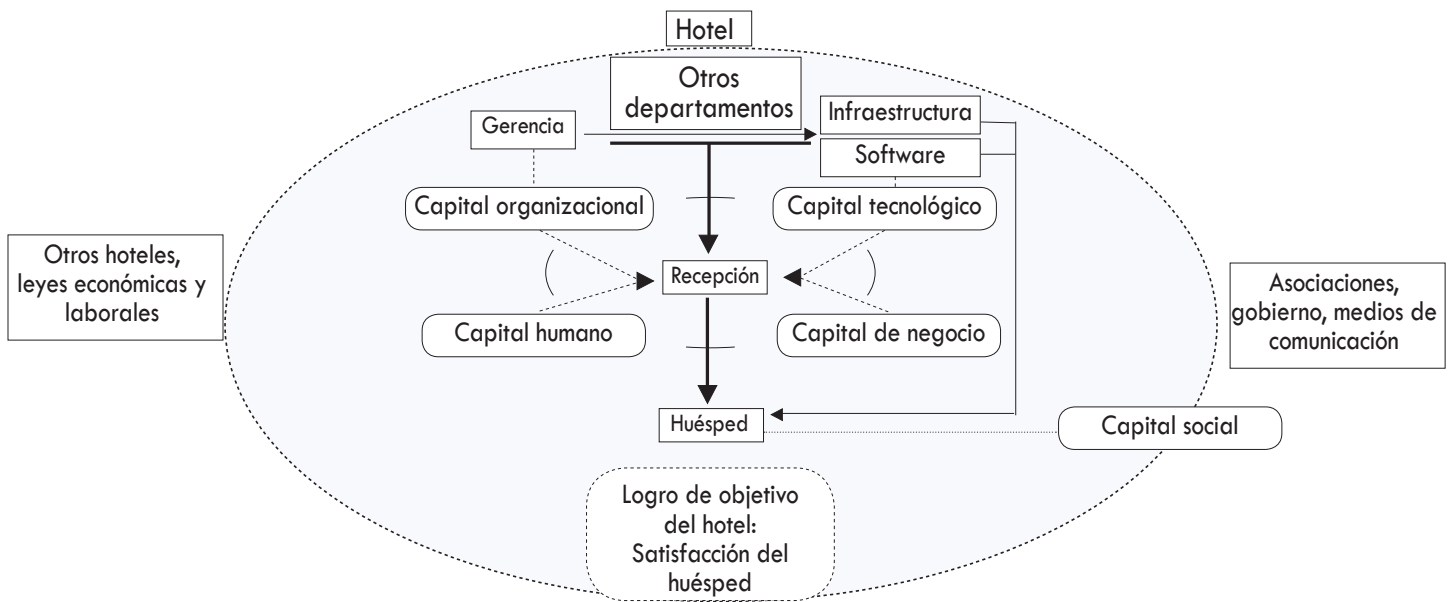 Hotel
Otros
departamentos
Gerencia
Infraestructura
Software
Capital organizacional
Capital tecnológico
Otros hoteles,
leyes económicas y
laborales
Recepción
Asociaciones,
gobierno, medios de
comunicación
Capital humano
Capital de negocio
Huésped
Capital social
Logro de objetivo
del hotel:
Satisfacción del
huésped